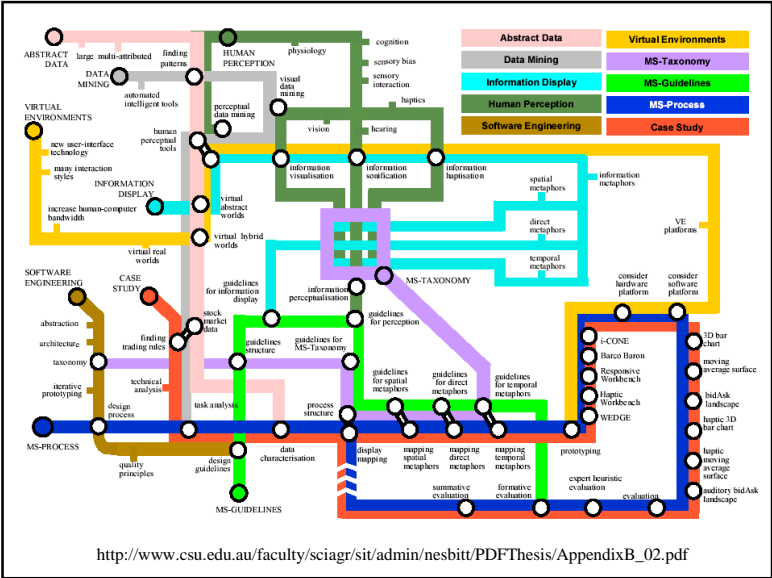 Abstract Data
Data Mining
Information Display
Human Perception
Software Engineering
Virtual Environments
MS-Taxonomy
MS-Guidelines
MS-Process
Case Study
ABSTRACT
DATA
large
multi-attributed
finding
patterns
HUMAN
PERCEPTION
physiology
cognition
sensory bias
sensory
interaction
DATA
MINING
automated
intelligent tools
visual
data
mining
perceptual
data mining
haptics
vision
hearing
VIRTUAL
ENVIRONMENTS
new user-interface
technology
many interaction
styles
human
perceptual
tools
information
visualisation
information
sonification
information
haptisation
spatial
metaphors
information
metaphors
INFORMATION
DISPLAY
increase human-computer
bandwidth
virtual
abstract
worlds
direct
metaphors
VE
platforms
virtual hybrid
worlds
virtual real
worlds
temporal
metaphors
SOFTWARE
ENGINEERING
CASE
STUDY
guidelines
for information
display
information
perceptualisation
MS-TAXONOMY
consider
hardware
platform
consider
software
platform
abstraction
architecture
taxonomy
iterative
prototyping
finding
trading rules
stock
market
data
guidelines
structure
guidelines for
MS-Taxonomy
guidelines
for perception
i-CONE
Barco Baron
Responsive
Workbench
Haptic
Workbench
WEDGE
3D bar
chart
moving
average surface
bidAsk
landscape
haptic 3D
bar chart
haptic
moving
average
surface
auditory bidAsk
landscape
technical
analysis
guidelines
for spatial
metaphors
guidelines
for direct
metaphors
guidelines
for temporal
metaphors
design
process
task analysis
process
structure
MS-PROCESS
quality
principles
design
guidelines
data
characterisation
display
mapping
mapping
spatial
metaphors
mapping
direct
metaphors
mapping
temporal
metaphors
prototyping
MS-GUIDELINES
summative
evaluation
formative
evaluation
expert heuristic
evaluation
evaluation
http://www.csu.edu.au/faculty/sciagr/sit/admin/nesbitt/PDFThesis/AppendixB_02.pdf